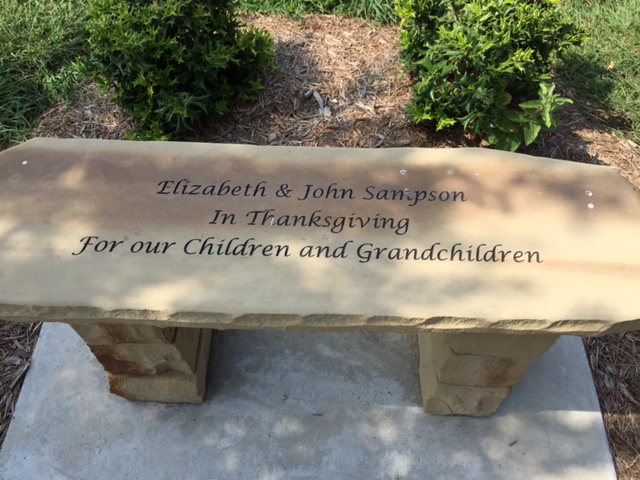 Elizabeth & John Sampson
In Thanksgiving
For our Children and Grandchildren